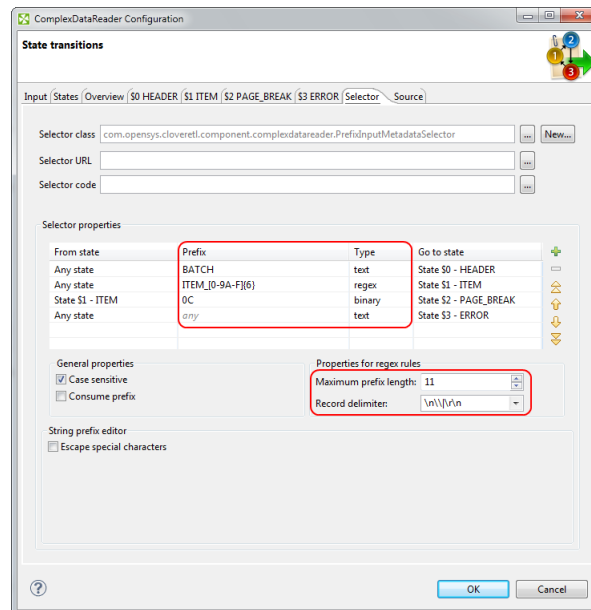 ComplexDataReader Configuration
State transitions
1 2 3
Input States Overview $0 HEADER $1 ITEM $2 PAGE_BREAK $3 ERROR Selector Source
Selector class com.opensys.cloveretl.component.complexdatareader.PrefixInputMetadataSelector ... New...
Selector URL ...
Selector code ...
Selector properties
From state Prefix Type Go to state
Any state BATCH text State $0 - HEADER
Any state ITEM_[0-9A-F]{6} regex State $1 - ITEM
State $1 - ITEM 0C binary State $2 - PAGE_BREAK
Any state any text State $3 - ERROR
General properties Properties for regex rules
Case sensitive Maximum prefix length: 11
Consume prefix Record delimiter: \n\\|\r\n
String prefix editor
Escape special characters
? OK Cancel